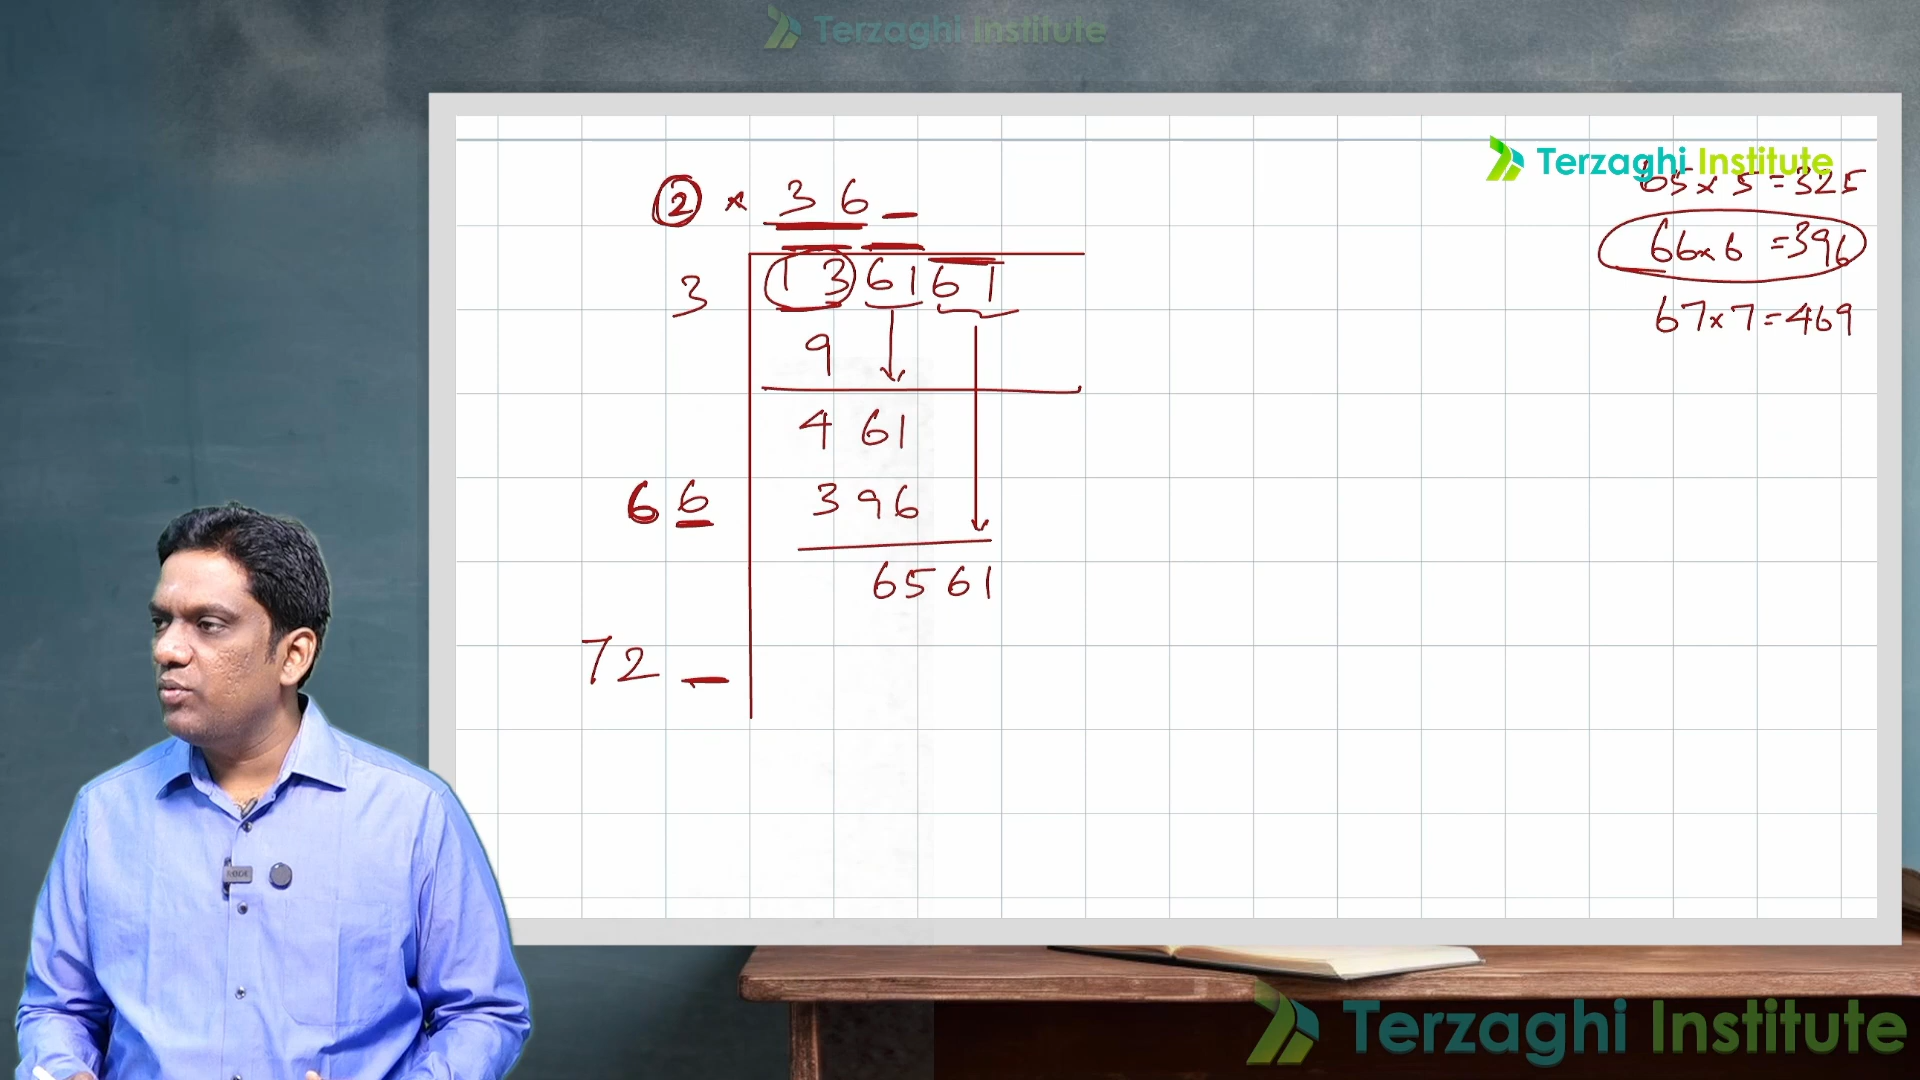 Terzaghi Institute
Terzaghi Institute
65 x 5 = 325
② × 36 _
66 x 6 = 396
3 13 61 61
67 x 7 = 469
9
4 61
66 396
6561
72 _
RODE
Terzaghi Institute